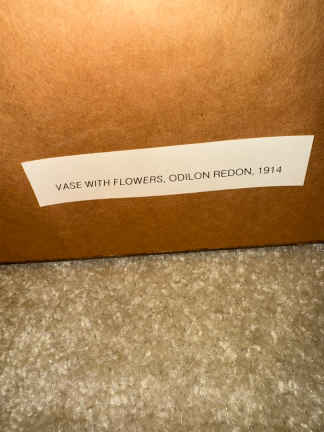 VASE WITH FLOWERS, ODILON REDON, 1914